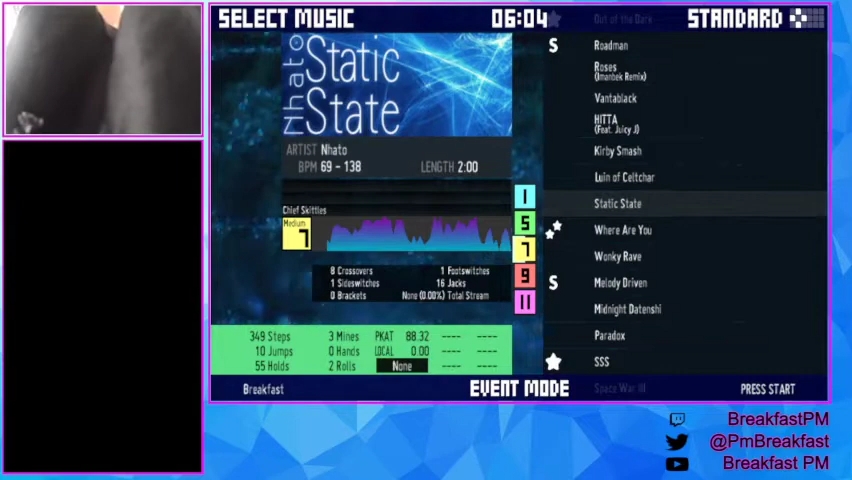 SELECT MUSIC
06:04
STANDARD
Nhato
Static
State
ARTIST Nhato
BPM 69 - 138
LENGTH 2:00
Chief Skittles
Medium
7
1
5
7
9
11
8 Crossovers
1 Footswitches
1 Sideswitches
16 Jacks
0 Brackets
None (0.00%) Total Stream
349 Steps
3 Mines
PKAT 88.32
---- ----
10 Jumps
0 Hands
LOCAL 0.00
---- ----
55 Holds
2 Rolls
None
---- ----
Out of the Dark
S Roadman
Roses
(Imanbek Remix)
Vantablack
HITTA
(Feat. Juicy J)
Kirby Smash
Luin of Celtchar
Static State
Where Are You
Wonky Rave
S Melody Driven
Midnight Datenshi
Paradox
SSS
Space War III
Breakfast
EVENT MODE
PRESS START
BreakfastPM
@PmBreakfast
Breakfast PM